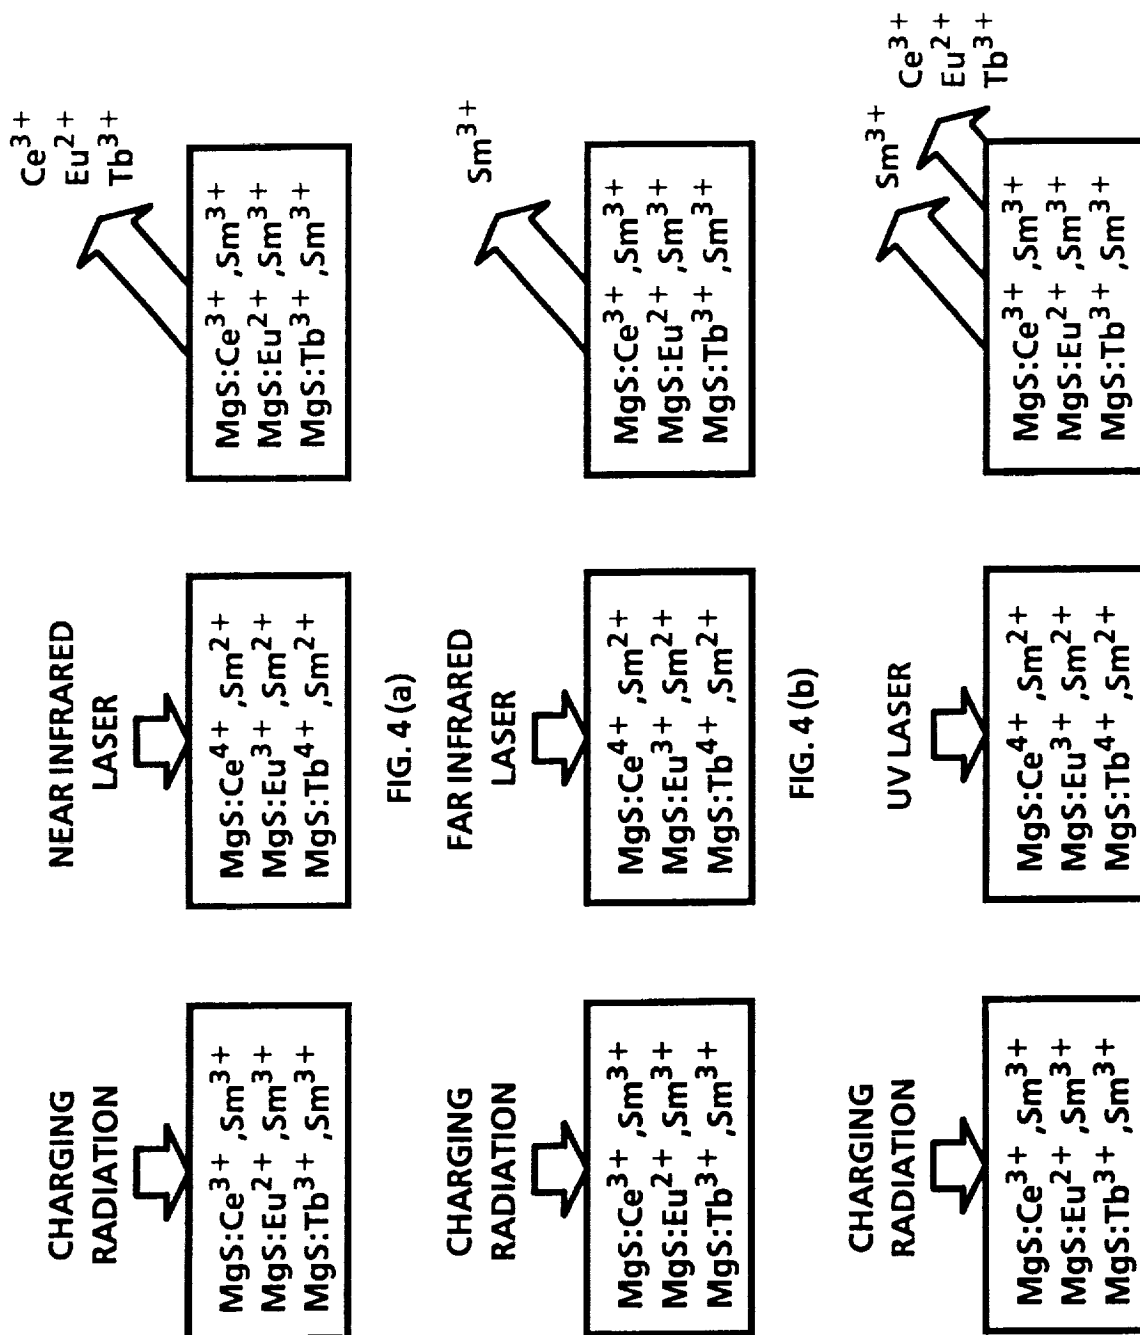 CHARGING
RADIATION
MgS:Ce³⁺ ,Sm³⁺
MgS:Eu²⁺ ,Sm³⁺
MgS:Tb³⁺ ,Sm³⁺
NEAR INFRARED
LASER
MgS:Ce⁴⁺ ,Sm²⁺
MgS:Eu³⁺ ,Sm²⁺
MgS:Tb⁴⁺ ,Sm²⁺
Ce³⁺
Eu²⁺
Tb³⁺
MgS:Ce³⁺ ,Sm³⁺
MgS:Eu²⁺ ,Sm³⁺
MgS:Tb³⁺ ,Sm³⁺
FIG. 4 (a)
CHARGING
RADIATION
MgS:Ce³⁺ ,Sm³⁺
MgS:Eu²⁺ ,Sm³⁺
MgS:Tb³⁺ ,Sm³⁺
FAR INFRARED
LASER
MgS:Ce⁴⁺ ,Sm²⁺
MgS:Eu³⁺ ,Sm²⁺
MgS:Tb⁴⁺ ,Sm²⁺
Sm³⁺
MgS:Ce³⁺ ,Sm³⁺
MgS:Eu²⁺ ,Sm³⁺
MgS:Tb³⁺ ,Sm³⁺
FIG. 4 (b)
CHARGING
RADIATION
MgS:Ce³⁺ ,Sm³⁺
MgS:Eu²⁺ ,Sm³⁺
MgS:Tb³⁺ ,Sm³⁺
UV LASER
MgS:Ce⁴⁺ ,Sm²⁺
MgS:Eu³⁺ ,Sm²⁺
MgS:Tb⁴⁺ ,Sm²⁺
Sm³⁺
Ce³⁺
Eu²⁺
Tb³⁺
MgS:Ce³⁺ ,Sm³⁺
MgS:Eu²⁺ ,Sm³⁺
MgS:Tb³⁺ ,Sm³⁺